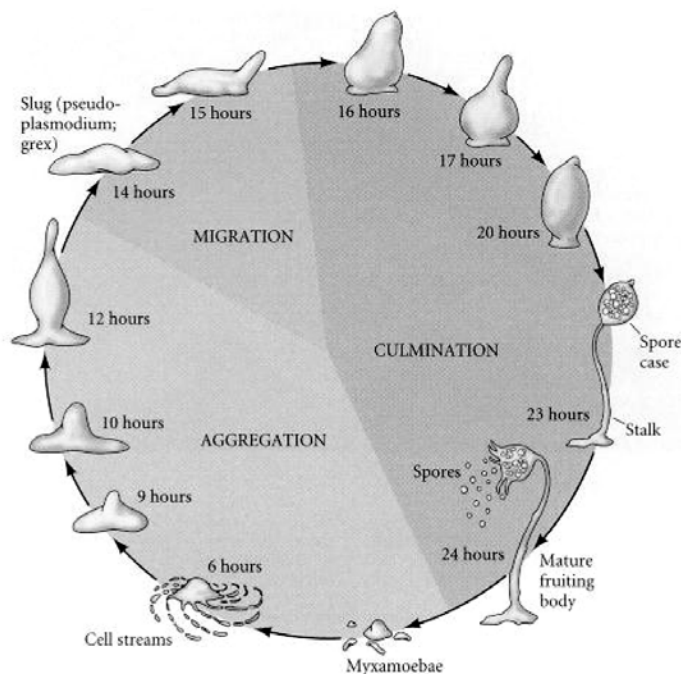 15 hours
16 hours
Slug (pseudo-
plasmodium;
grex)
14 hours
17 hours
20 hours
MIGRATION
12 hours
CULMINATION
Spore
case
10 hours
AGGREGATION
23 hours
Stalk
9 hours
Spores
6 hours
24 hours
Mature
fruiting
body
Cell streams
Myxamoebae